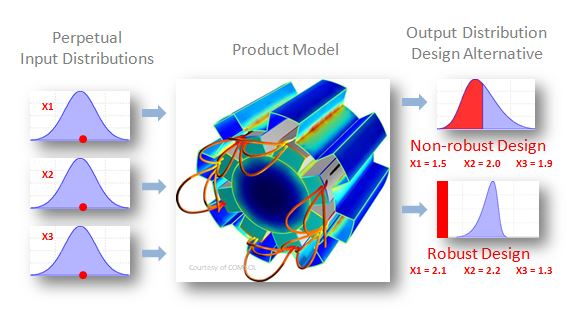 Perpetual
Input Distributions
Product Model
Output Distribution
Design Alternative
X1
X2
X3
Courtesy of COMSOL
Non-robust Design
X1 = 1.5 X2 = 2.0 X3 = 1.9
Robust Design
X1 = 2.1 X2 = 2.2 X3 = 1.3